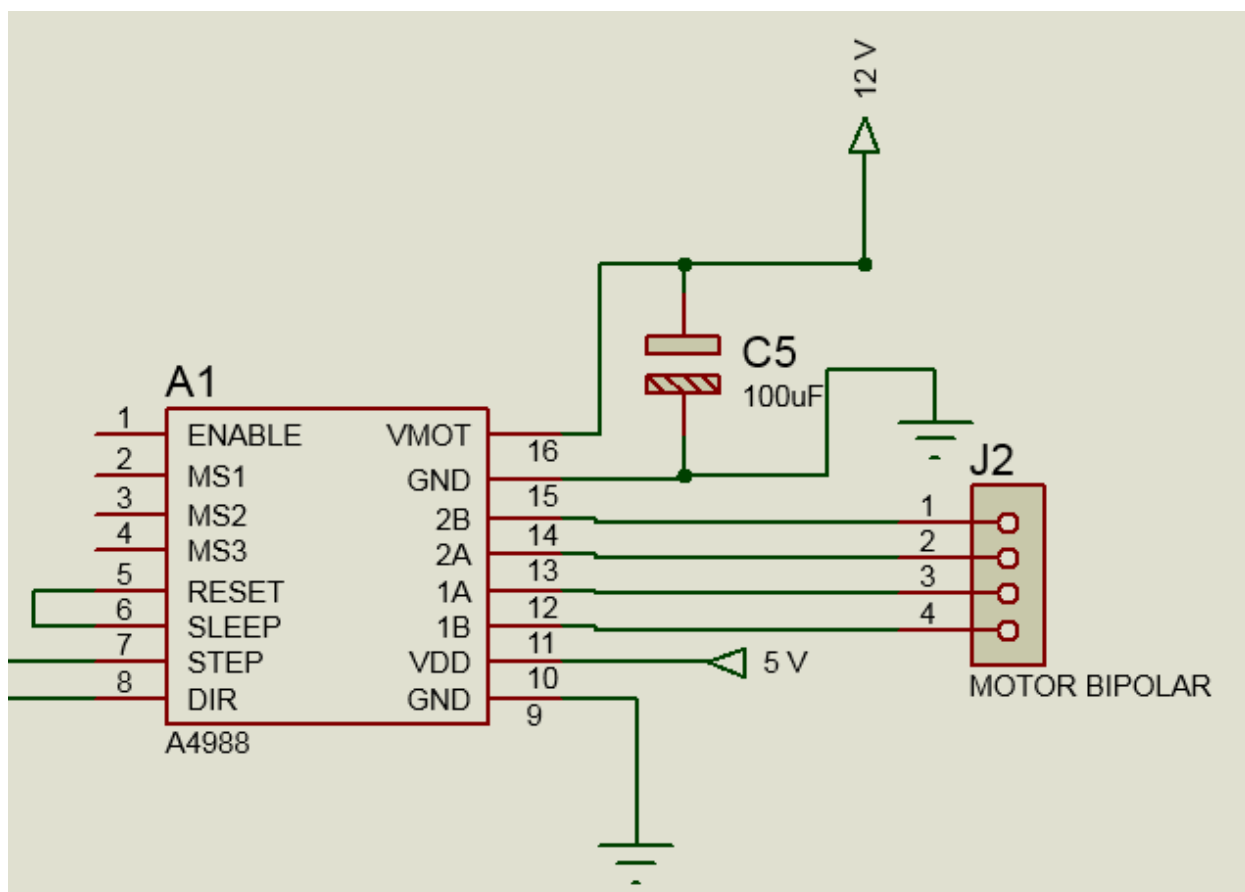 12 V
C5
100uF
A1
1 ENABLE VMOT 16
2 MS1 GND 15
3 MS2 2B 14
4 MS3 2A 13
5 RESET 1A 12
6 SLEEP 1B 11
7 STEP VDD 10
8 DIR GND 9
A4988
5 V
J2
1
2
3
4
MOTOR BIPOLAR